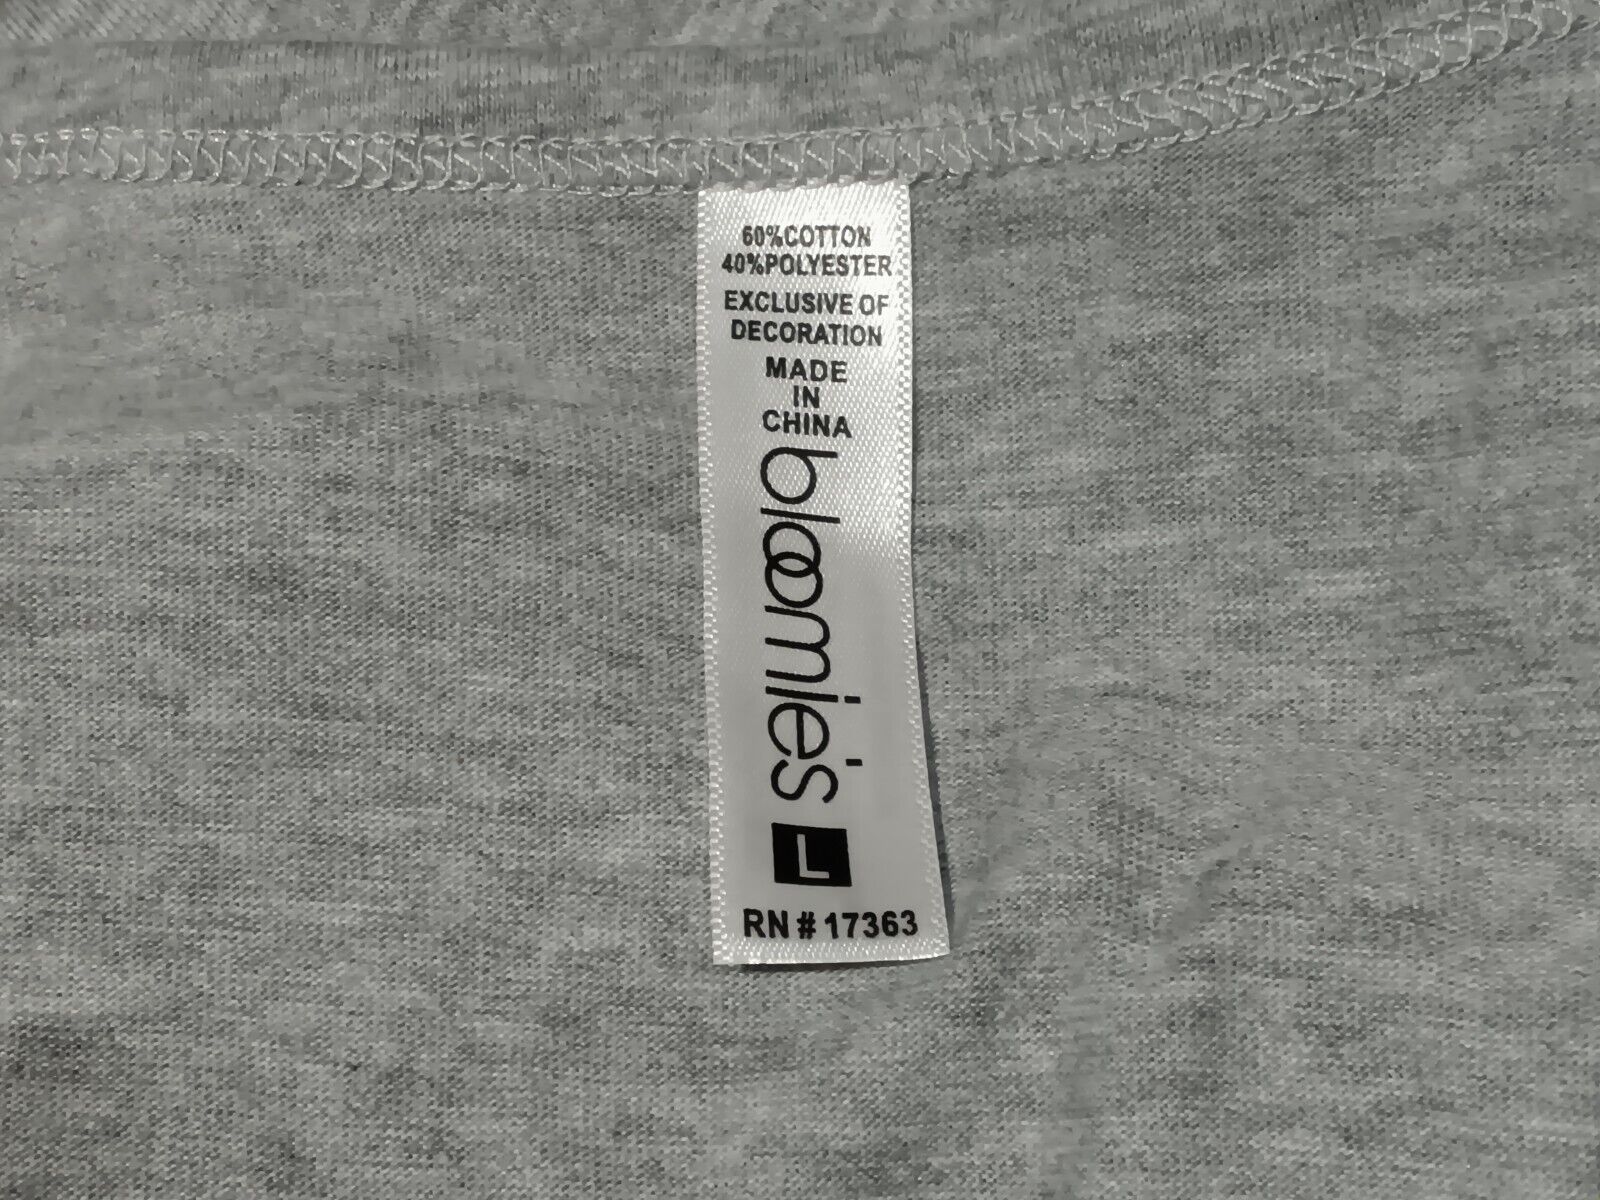 60%COTTON
40%POLYESTER
EXCLUSIVE OF
DECORATION
MADE
IN
CHINA
bloomie's
L
RN # 17363